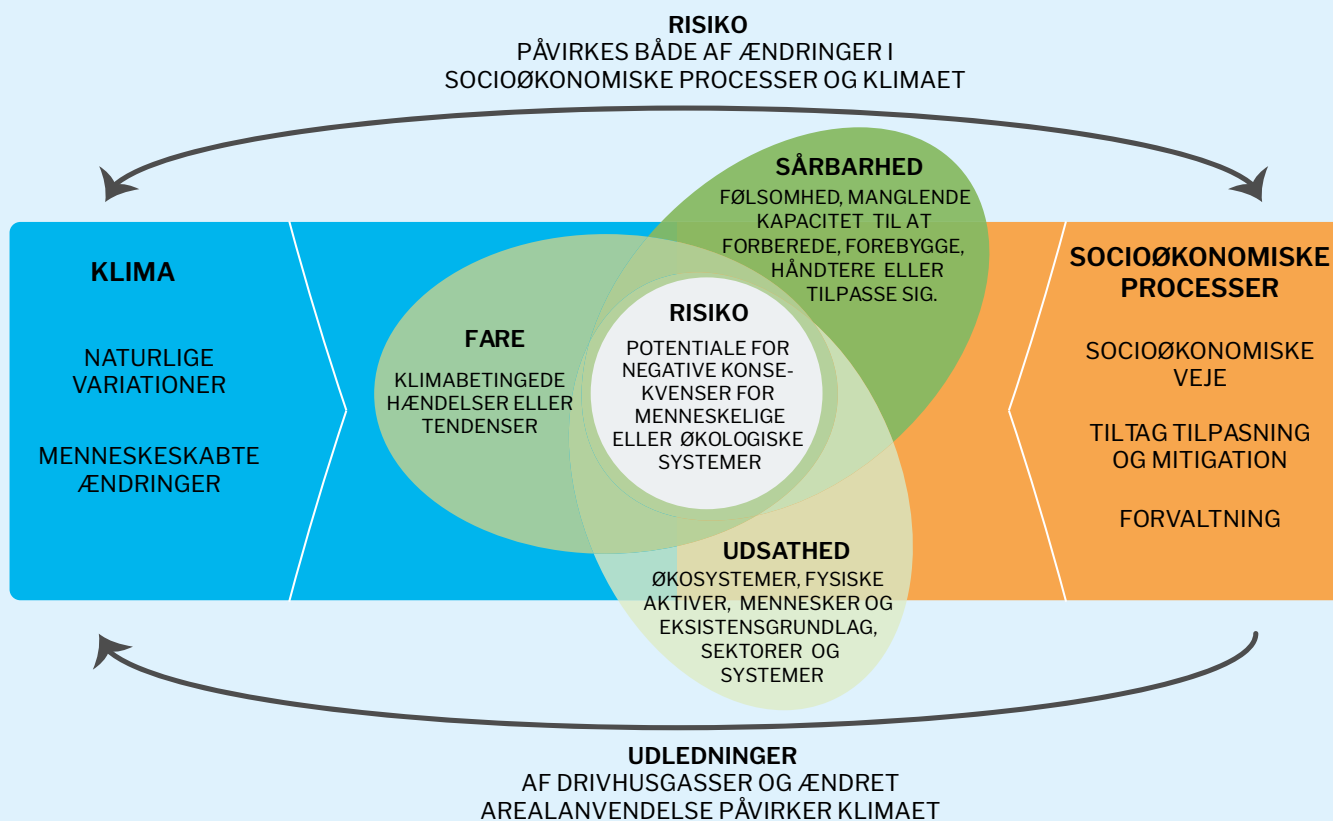 RISIKO
PÅVIRKES BÅDE AF ÆNDRINGER I
SOCIOØKONOMISKE PROCESSER OG KLIMAET
KLIMA
NATURLIGE
VARIATIONER
MENNESKESKABTE
ÆNDRINGER
FARE
KLIMABETINGEDE
HÆNDELSER ELLER
TENDENSER
SÅRBARHED
FØLSOMHED, MANGLENDE
KAPACITET TIL AT
FORBEREDE, FOREBYGGE,
HÅNDTERE ELLER
TILPASSE SIG.
RISIKO
POTENTIALE FOR
NEGATIVE KONSE-
KVENSER FOR
MENNESKELIGE
ELLER ØKOLOGISKE
SYSTEMER
UDSATHED
ØKOSYSTEMER, FYSISKE
AKTIVER, MENNESKER OG
EKSISTENSGRUNDLAG,
SEKTORER OG
SYSTEMER
SOCIOØKONOMISKE
PROCESSER
SOCIOØKONOMISKE
VEJE
TILTAG TILPASNING
OG MITIGATION
FORVALTNING
UDLEDNINGER
AF DRIVHUSGASSER OG ÆNDRET
AREALANVENDELSE PÅVIRKER KLIMAET